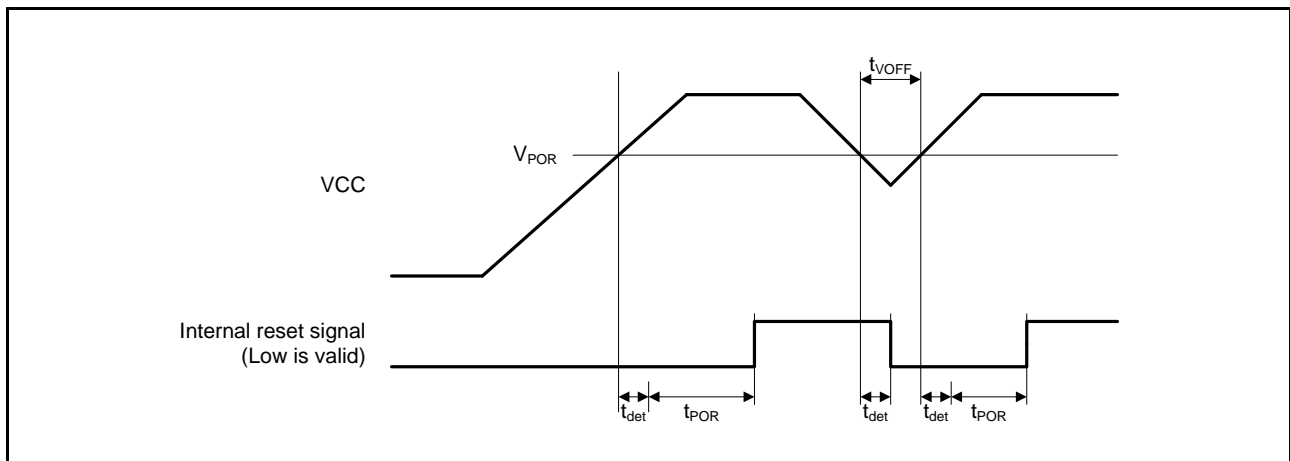 tVOFF
VPOR
VCC
Internal reset signal
(Low is valid)
tdet
tPOR
tdet
tdet
tPOR